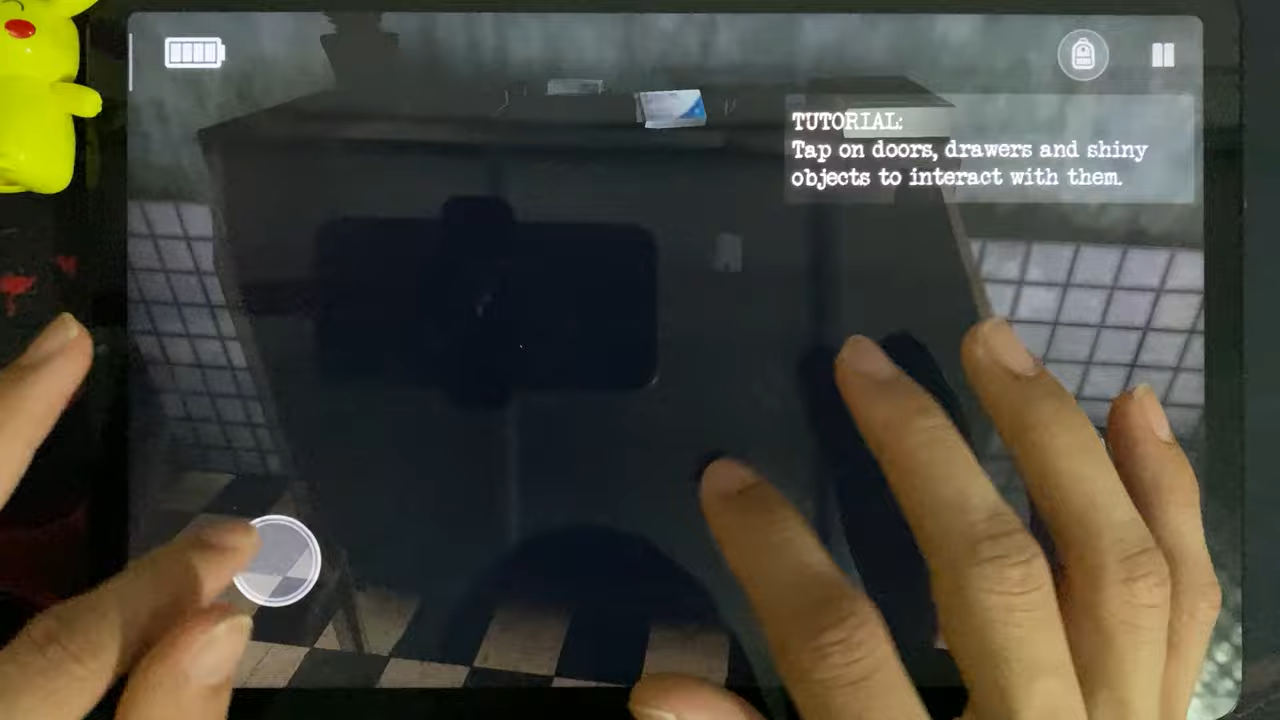 TUTORIAL:
Tap on doors, drawers and shiny
objects to interact with them.